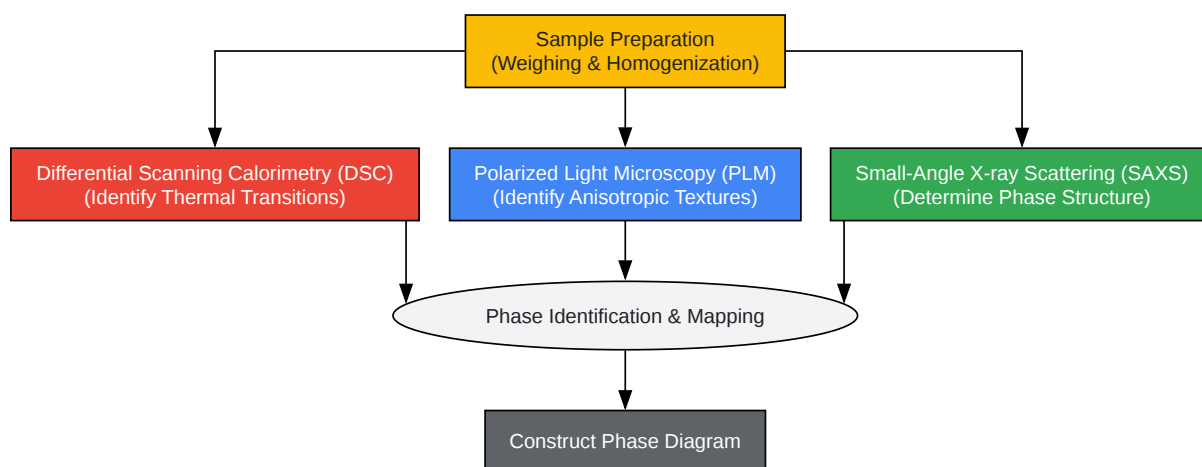 Sample Preparation
(Weighing & Homogenization)
Differential Scanning Calorimetry (DSC)
(Identify Thermal Transitions)
Polarized Light Microscopy (PLM)
(Identify Anisotropic Textures)
Small-Angle X-ray Scattering (SAXS)
(Determine Phase Structure)
Phase Identification & Mapping
Construct Phase Diagram